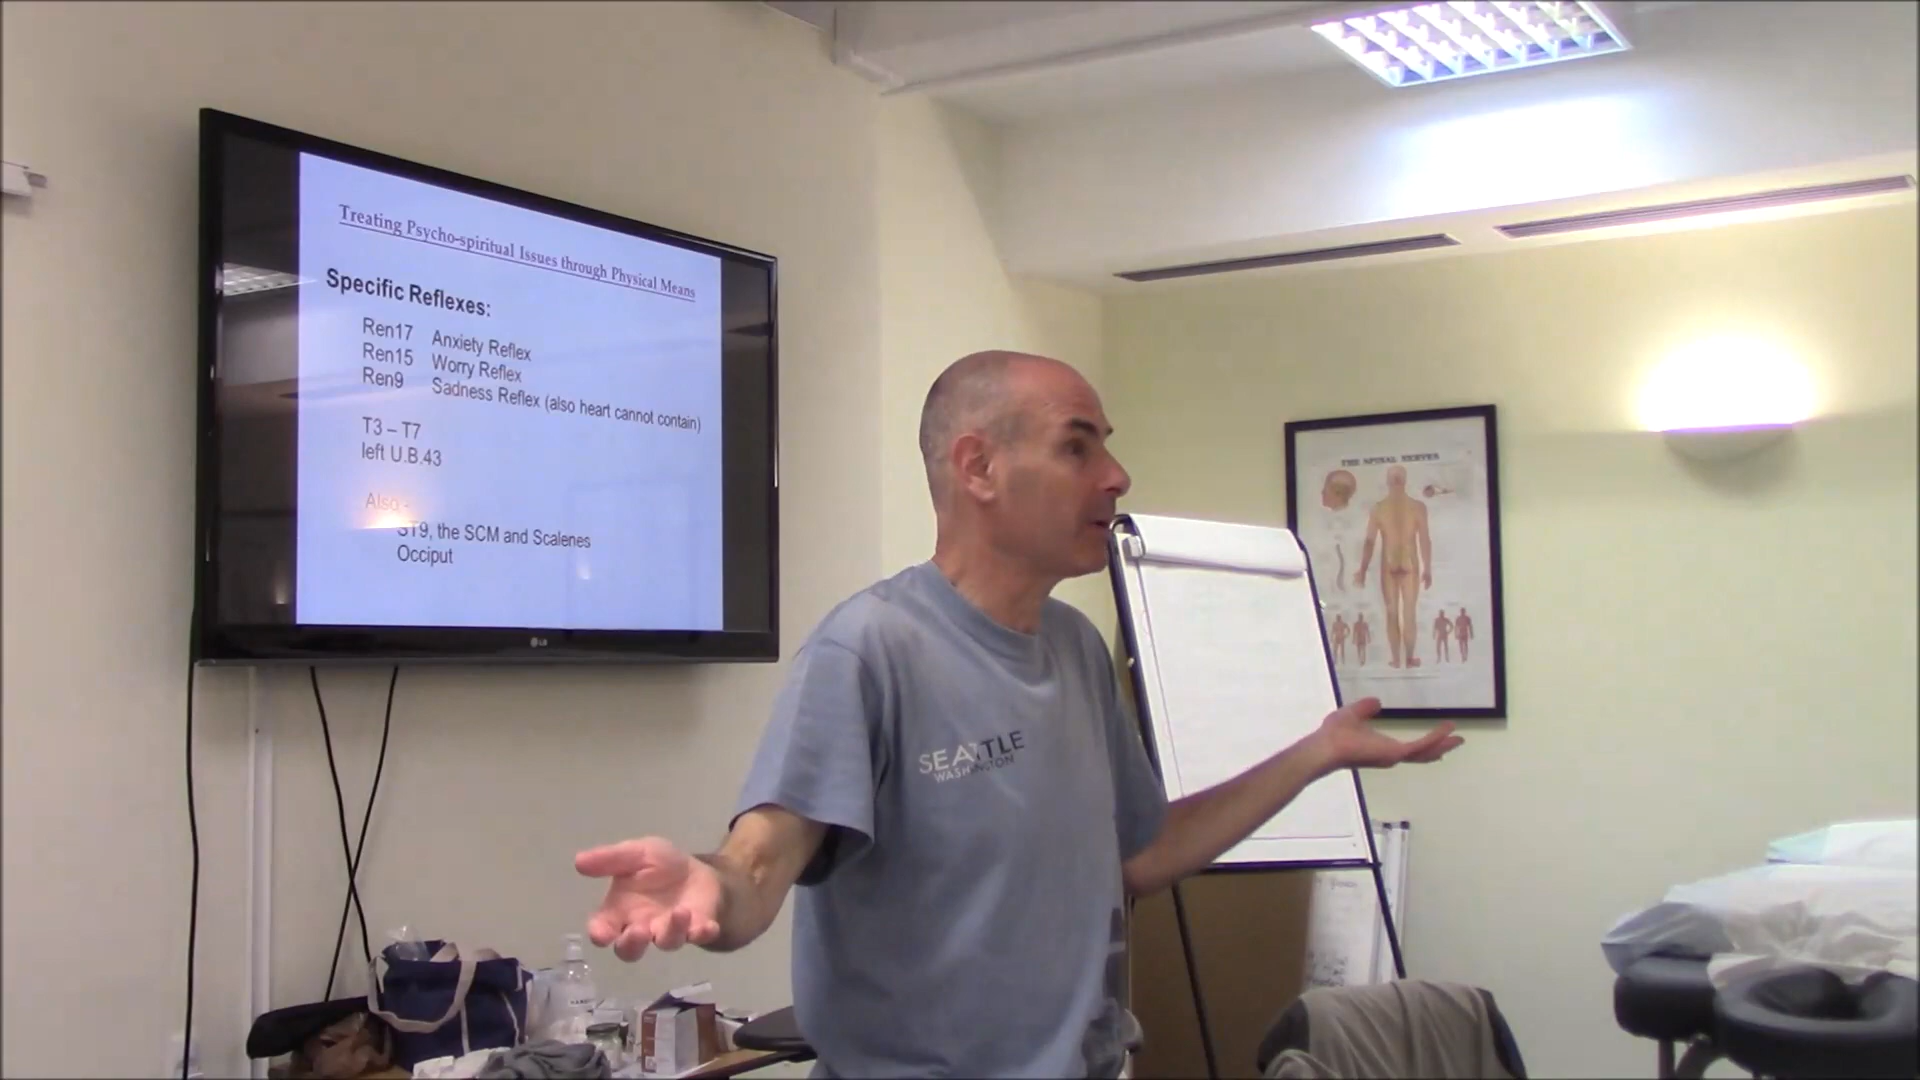 Treating Psycho-spiritual Issues through Physical Means
Specific Reflexes:
Ren17 Anxiety Reflex
Ren15 Worry Reflex
Ren9 Sadness Reflex (also heart cannot contain)
T3 – T7
left U.B.43
Also -
ST9, the SCM and Scalenes
Occiput
LG
SEATTLE
WASHINGTON
THE SPINAL NERVES